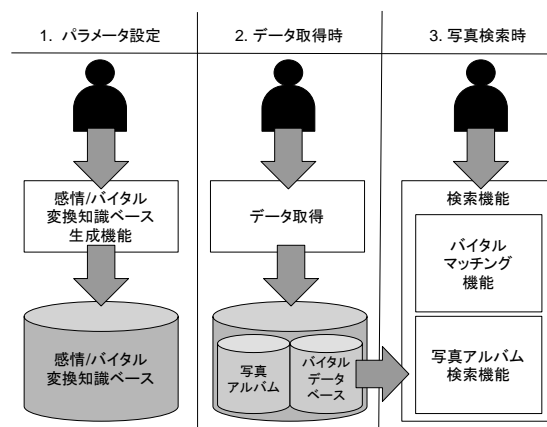 1. パラメータ設定
2. データ取得時
3. 写真検索時
感情/バイタル
変換知識ベース
生成機能
感情/バイタル
変換知識ベース
データ取得
写真
アルバム
バイタル
データ
ベース
検索機能
バイタル
マッチング
機能
写真アルバム
検索機能